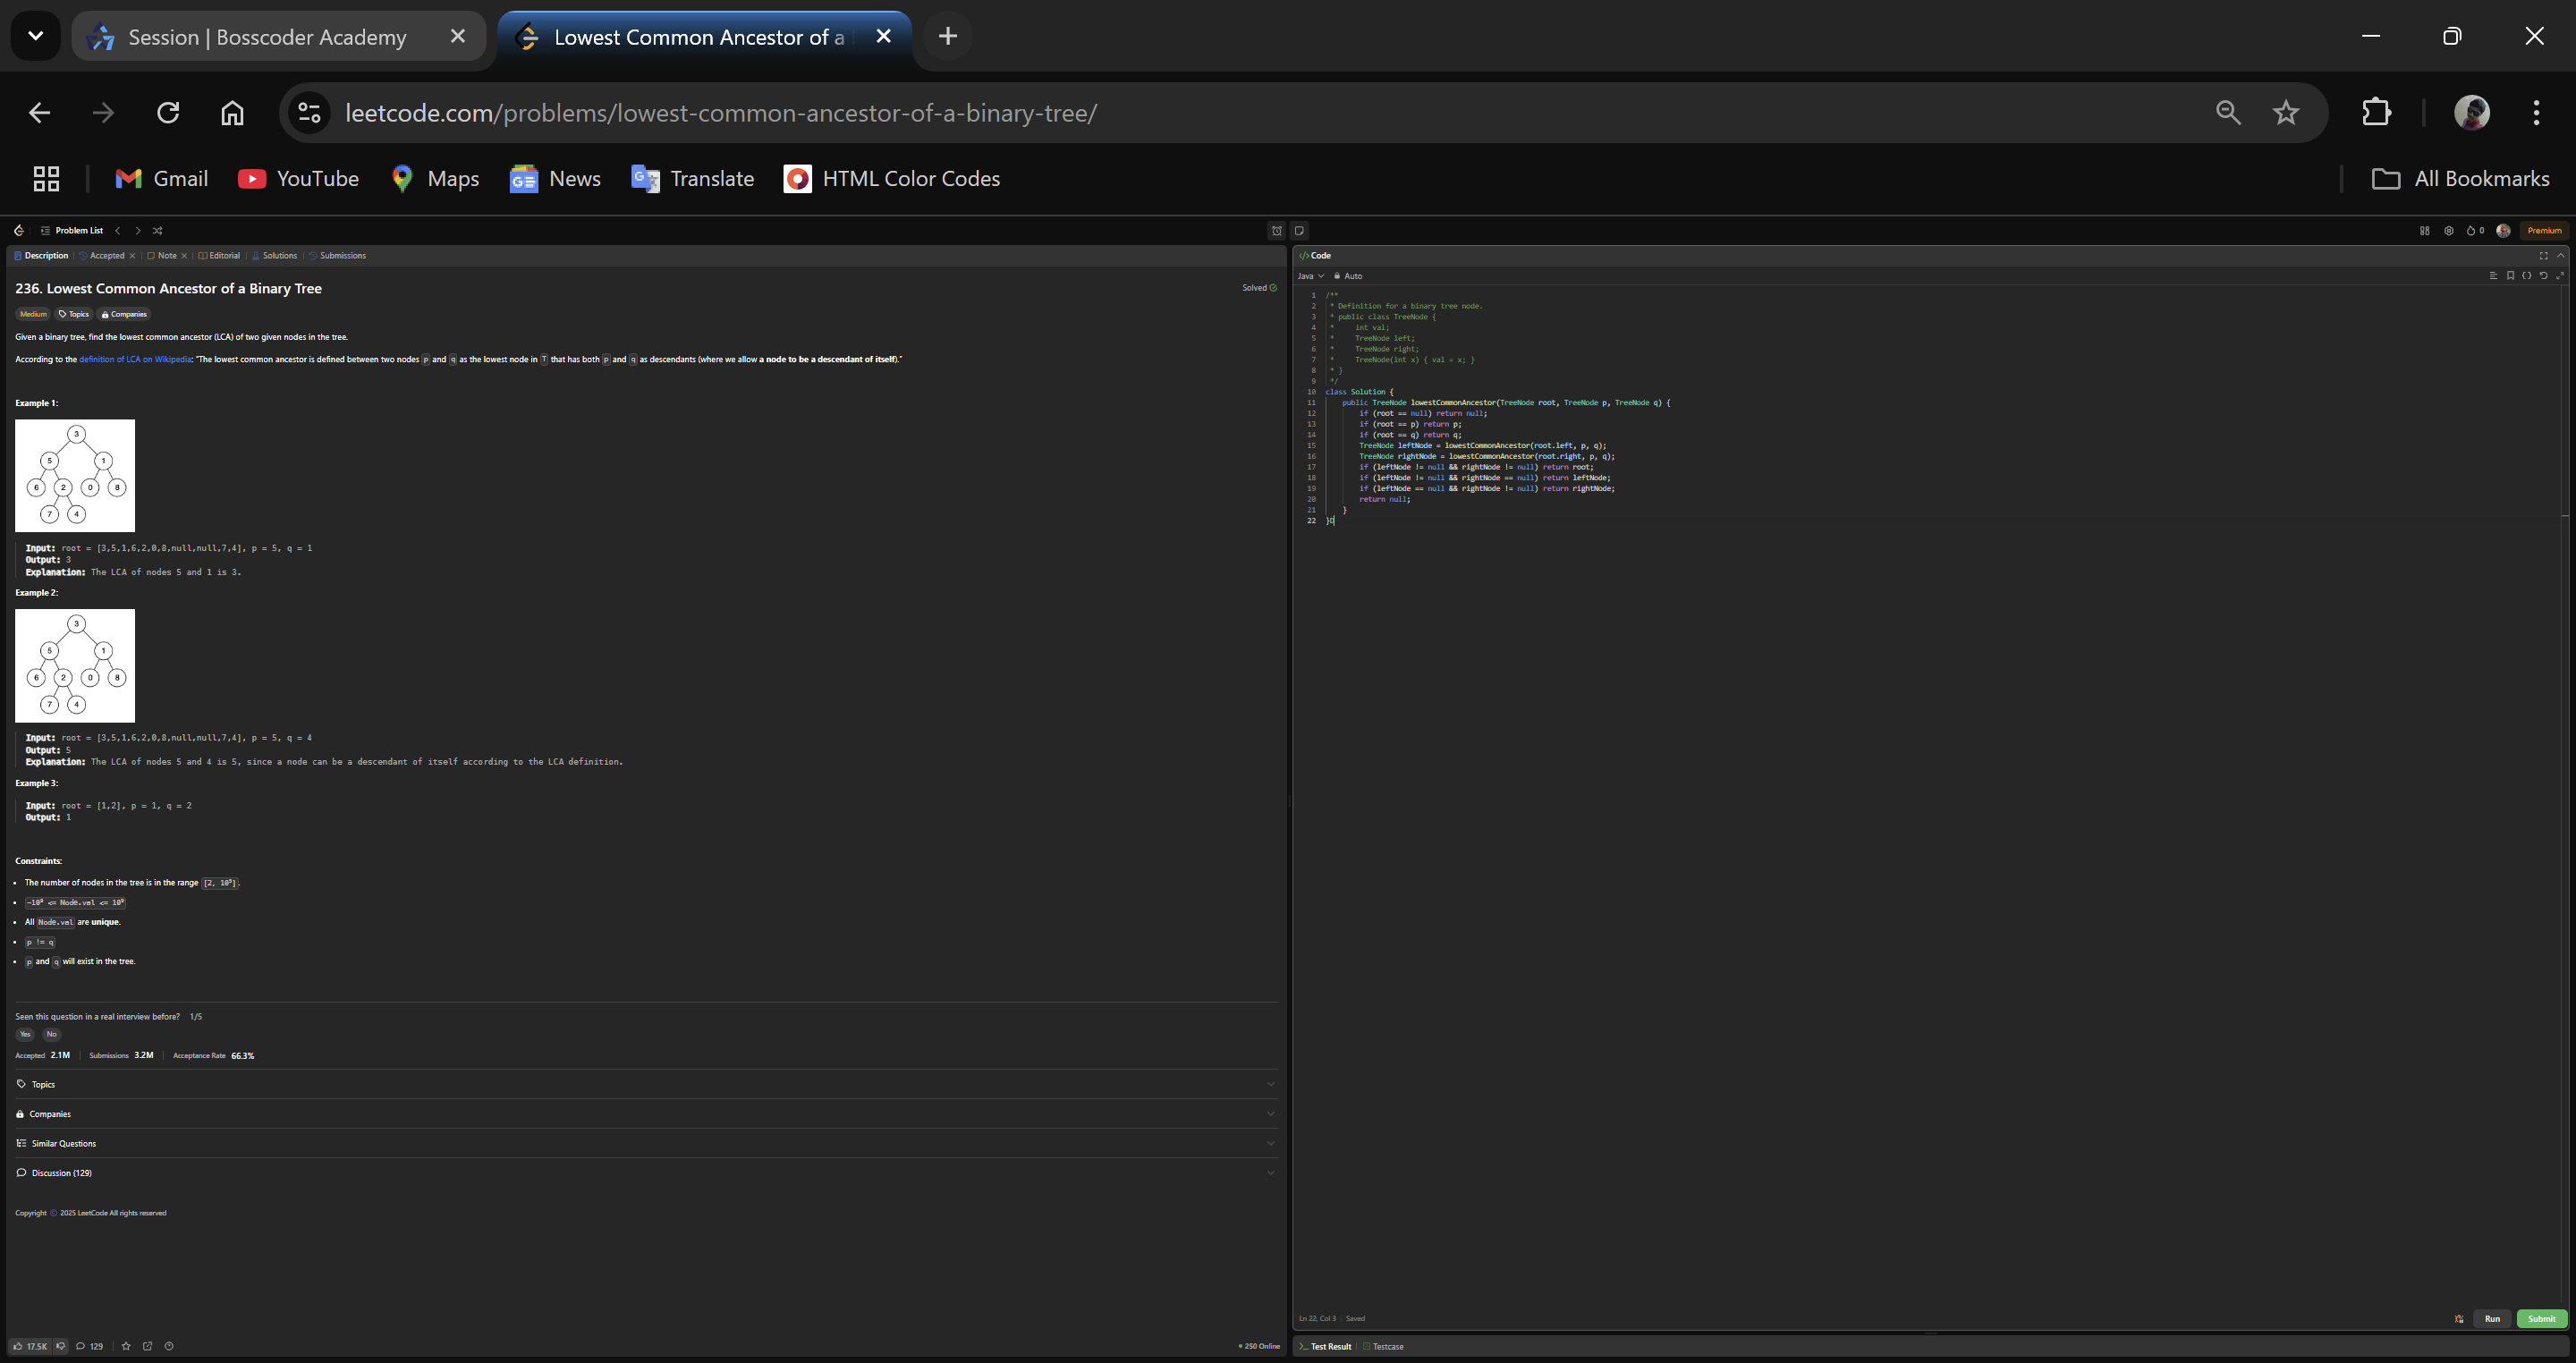 Session | Bosscoder Academy
Lowest Common Ancestor of a
leetcode.com/problems/lowest-common-ancestor-of-a-binary-tree/
Gmail YouTube Maps News Translate HTML Color Codes All Bookmarks
Problem List 0 Premium
Description Accepted Note Editorial Solutions Submissions
236. Lowest Common Ancestor of a Binary Tree
Solved
Medium Topics Companies
Given a binary tree, find the lowest common ancestor (LCA) of two given nodes in the tree.
According to the definition of LCA on Wikipedia: "The lowest common ancestor is defined between two nodes p and q as the lowest node in T that has both p and q as descendants (where we allow a node to be a descendant of itself)."
Example 1:
3
5 1
6 2 0 8
7 4
Input: root = [3,5,1,6,2,0,8,null,null,7,4], p = 5, q = 1
Output: 3
Explanation: The LCA of nodes 5 and 1 is 3.
Example 2:
3
5 1
6 2 0 8
7 4
Input: root = [3,5,1,6,2,0,8,null,null,7,4], p = 5, q = 4
Output: 5
Explanation: The LCA of nodes 5 and 4 is 5, since a node can be a descendant of itself according to the LCA definition.
Example 3:
Input: root = [1,2], p = 1, q = 2
Output: 1
Constraints:
• The number of nodes in the tree is in the range [2, 10⁵].
• -10⁹ <= Node.val <= 10⁹
• All Node.val are unique.
• p != q
• p and q will exist in the tree.
Seen this question in a real interview before? 1/5
Yes No
Accepted 2.1M Submissions 3.2M Acceptance Rate 66.3%
Topics
Companies
Similar Questions
Discussion (129)
Copyright © 2025 LeetCode All rights reserved
17.5K 129
250 Online
</> Code
Java Auto
1 /**
2 * Definition for a binary tree node.
3 * public class TreeNode {
4 *     int val;
5 *     TreeNode left;
6 *     TreeNode right;
7 *     TreeNode(int x) { val = x; }
8 * }
9 */
10 class Solution {
11     public TreeNode lowestCommonAncestor(TreeNode root, TreeNode p, TreeNode q) {
12         if (root == null) return null;
13         if (root == p) return p;
14         if (root == q) return q;
15         TreeNode leftNode = lowestCommonAncestor(root.left, p, q);
16         TreeNode rightNode = lowestCommonAncestor(root.right, p, q);
17         if (leftNode != null && rightNode != null) return root;
18         if (leftNode != null && rightNode == null) return leftNode;
19         if (leftNode == null && rightNode != null) return rightNode;
20         return null;
21     }
22 }
Ln 22, Col 3 Saved
Run Submit
Test Result Testcase